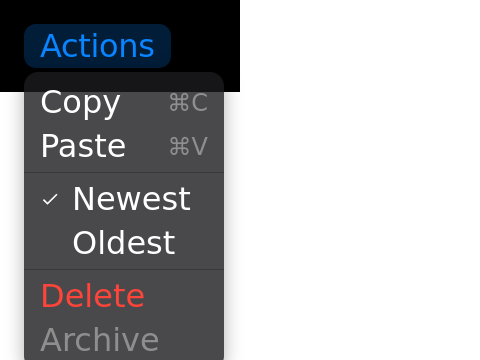 Actions
Copy ⌘C
Paste ⌘V
✓ Newest
Oldest
Delete
Archive